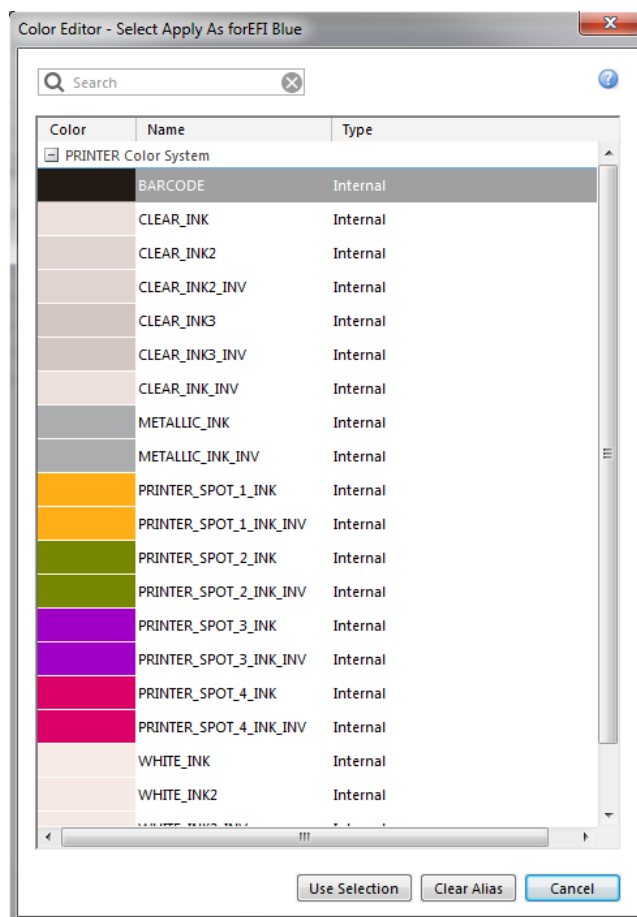 Color Editor - Select Apply As forEFI Blue
Search
Color Name Type
PRINTER Color System
BARCODE Internal
CLEAR_INK Internal
CLEAR_INK2 Internal
CLEAR_INK2_INV Internal
CLEAR_INK3 Internal
CLEAR_INK3_INV Internal
CLEAR_INK_INV Internal
METALLIC_INK Internal
METALLIC_INK_INV Internal
PRINTER_SPOT_1_INK Internal
PRINTER_SPOT_1_INK_INV Internal
PRINTER_SPOT_2_INK Internal
PRINTER_SPOT_2_INK_INV Internal
PRINTER_SPOT_3_INK Internal
PRINTER_SPOT_3_INK_INV Internal
PRINTER_SPOT_4_INK Internal
PRINTER_SPOT_4_INK_INV Internal
WHITE_INK Internal
WHITE_INK2 Internal
Use Selection Clear Alias Cancel